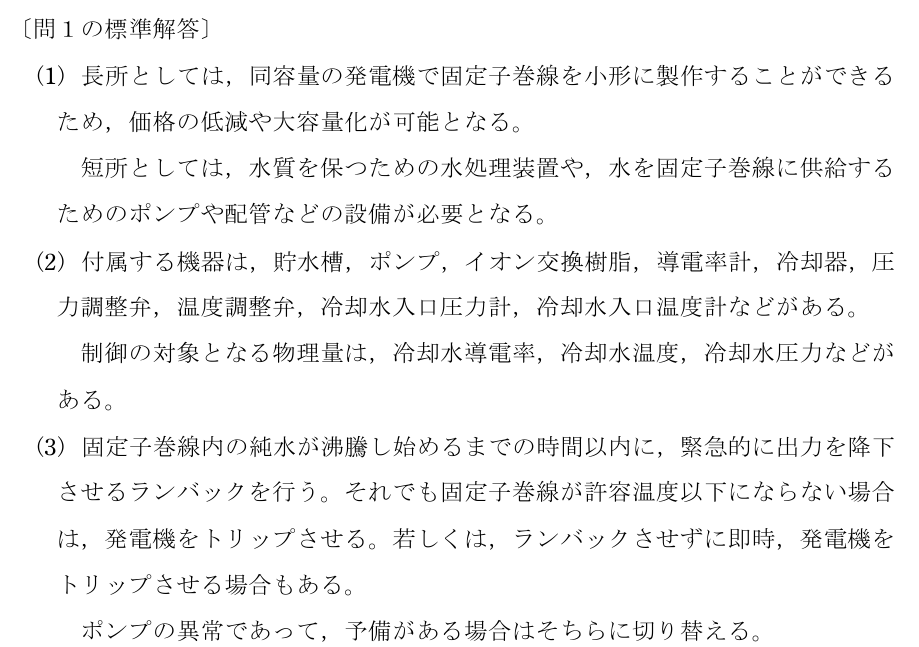 〔問１の標準解答〕
(1) 長所としては，同容量の発電機で固定子巻線を小形に製作することができる
ため，価格の低減や大容量化が可能となる。
短所としては，水質を保つための水処理装置や，水を固定子巻線に供給する
ためのポンプや配管などの設備が必要となる。
(2) 付属する機器は，貯水槽，ポンプ，イオン交換樹脂，導電率計，冷却器，圧
力調整弁，温度調整弁，冷却水入口圧力計，冷却水入口温度計などがある。
制御の対象となる物理量は，冷却水導電率，冷却水温度，冷却水圧力などが
ある。
(3) 固定子巻線内の純水が沸騰し始めるまでの時間以内に，緊急的に出力を降下
させるランバックを行う。それでも固定子巻線が許容温度以下にならない場合
は，発電機をトリップさせる。若しくは，ランバックさせずに即時，発電機を
トリップさせる場合もある。
ポンプの異常であって，予備がある場合はそちらに切り替える。